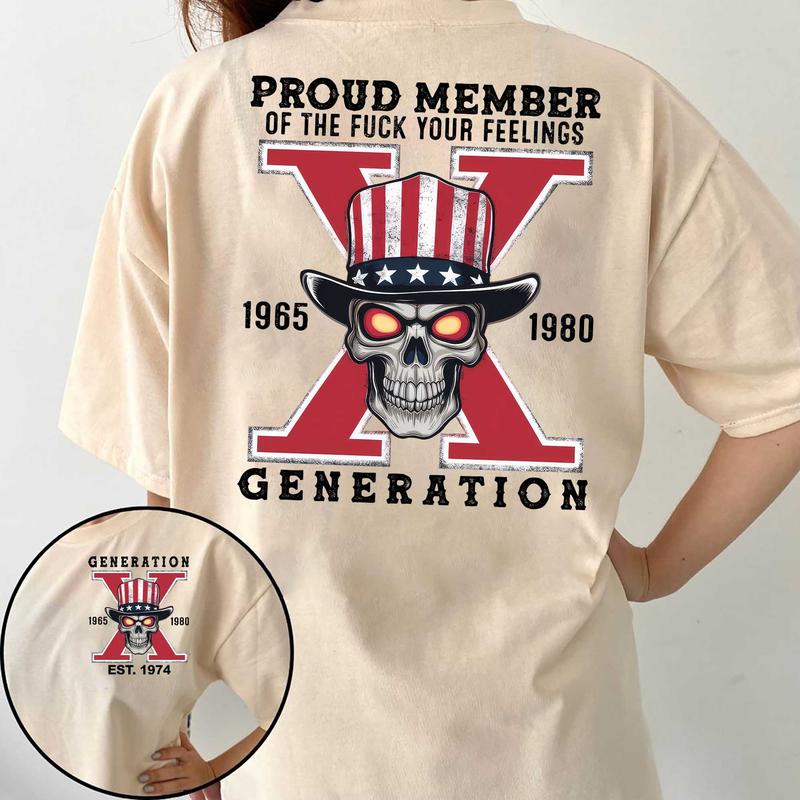 PROUD MEMBER
OF THE FUCK YOUR FEELINGS
X
1965 1980
GENERATION
GENERATION
X
1965 1980
EST. 1974